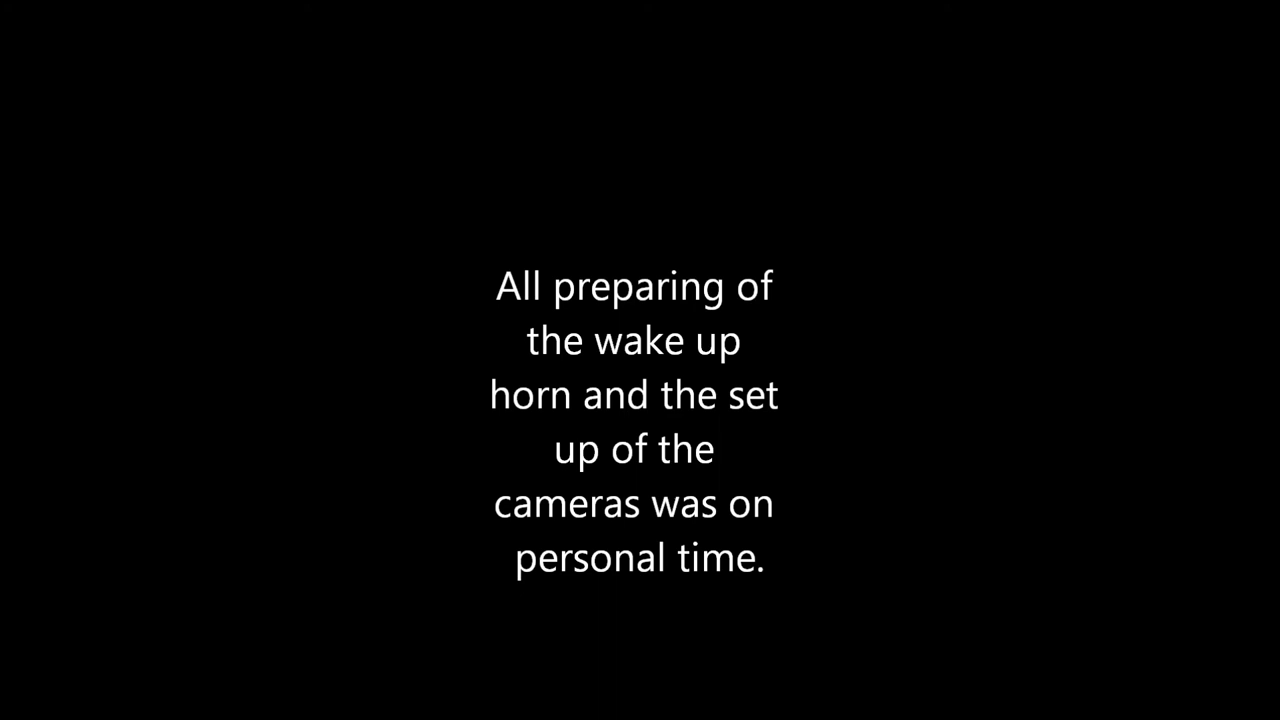 All preparing of
the wake up
horn and the set
up of the
cameras was on
personal time.